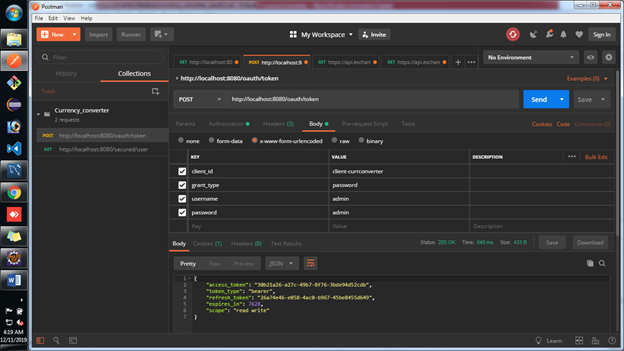 Postman
File Edit View Help
New Import Runner My Workspace Invite Sign In
Filter
History Collections
Trash
Currency_converter
2 requests
POST http://localhost:8080/oauth/token
GET http://localhost:8080/secured/user
GET http://localhost:80 POST http://localhost:8 GET https://api.exchan GET https://api.exchan No Environment
http://localhost:8080/oauth/token Examples (0)
POST http://localhost:8080/oauth/token Send Save
Params Authorization Headers (3) Body Pre-request Script Tests Cookies Code Comments (0)
none form-data x-www-form-urlencoded raw binary
KEY VALUE DESCRIPTION Bulk Edit
client_id client-currconverter
grant_type password
username admin
password admin
Key Value Description
Body Cookies (1) Headers (8) Test Results Status: 200 OK Time: 640 ms Size: 433 B Save Download
Pretty Raw Preview JSON
1 {
2 "access_token": "30b21a26-a27c-49b7-8f76-3bde94d52cdb",
3 "token_type": "bearer",
4 "refresh_token": "26a74e46-e058-4ac0-b967-45be8455d649",
5 "expires_in": 7628,
6 "scope": "read write"
7 }
Learn
4:19 AM
12/11/2019